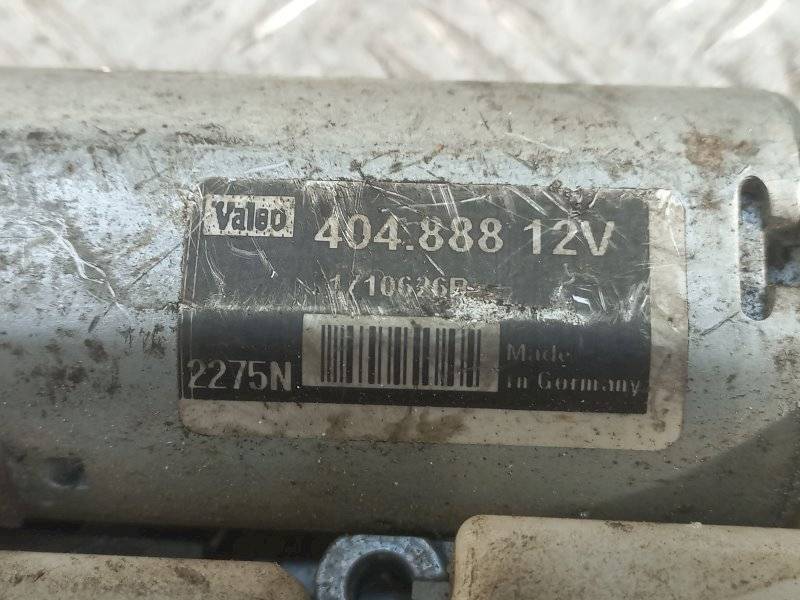 Valeo 404.888 12V
2275N
Made
in Germany